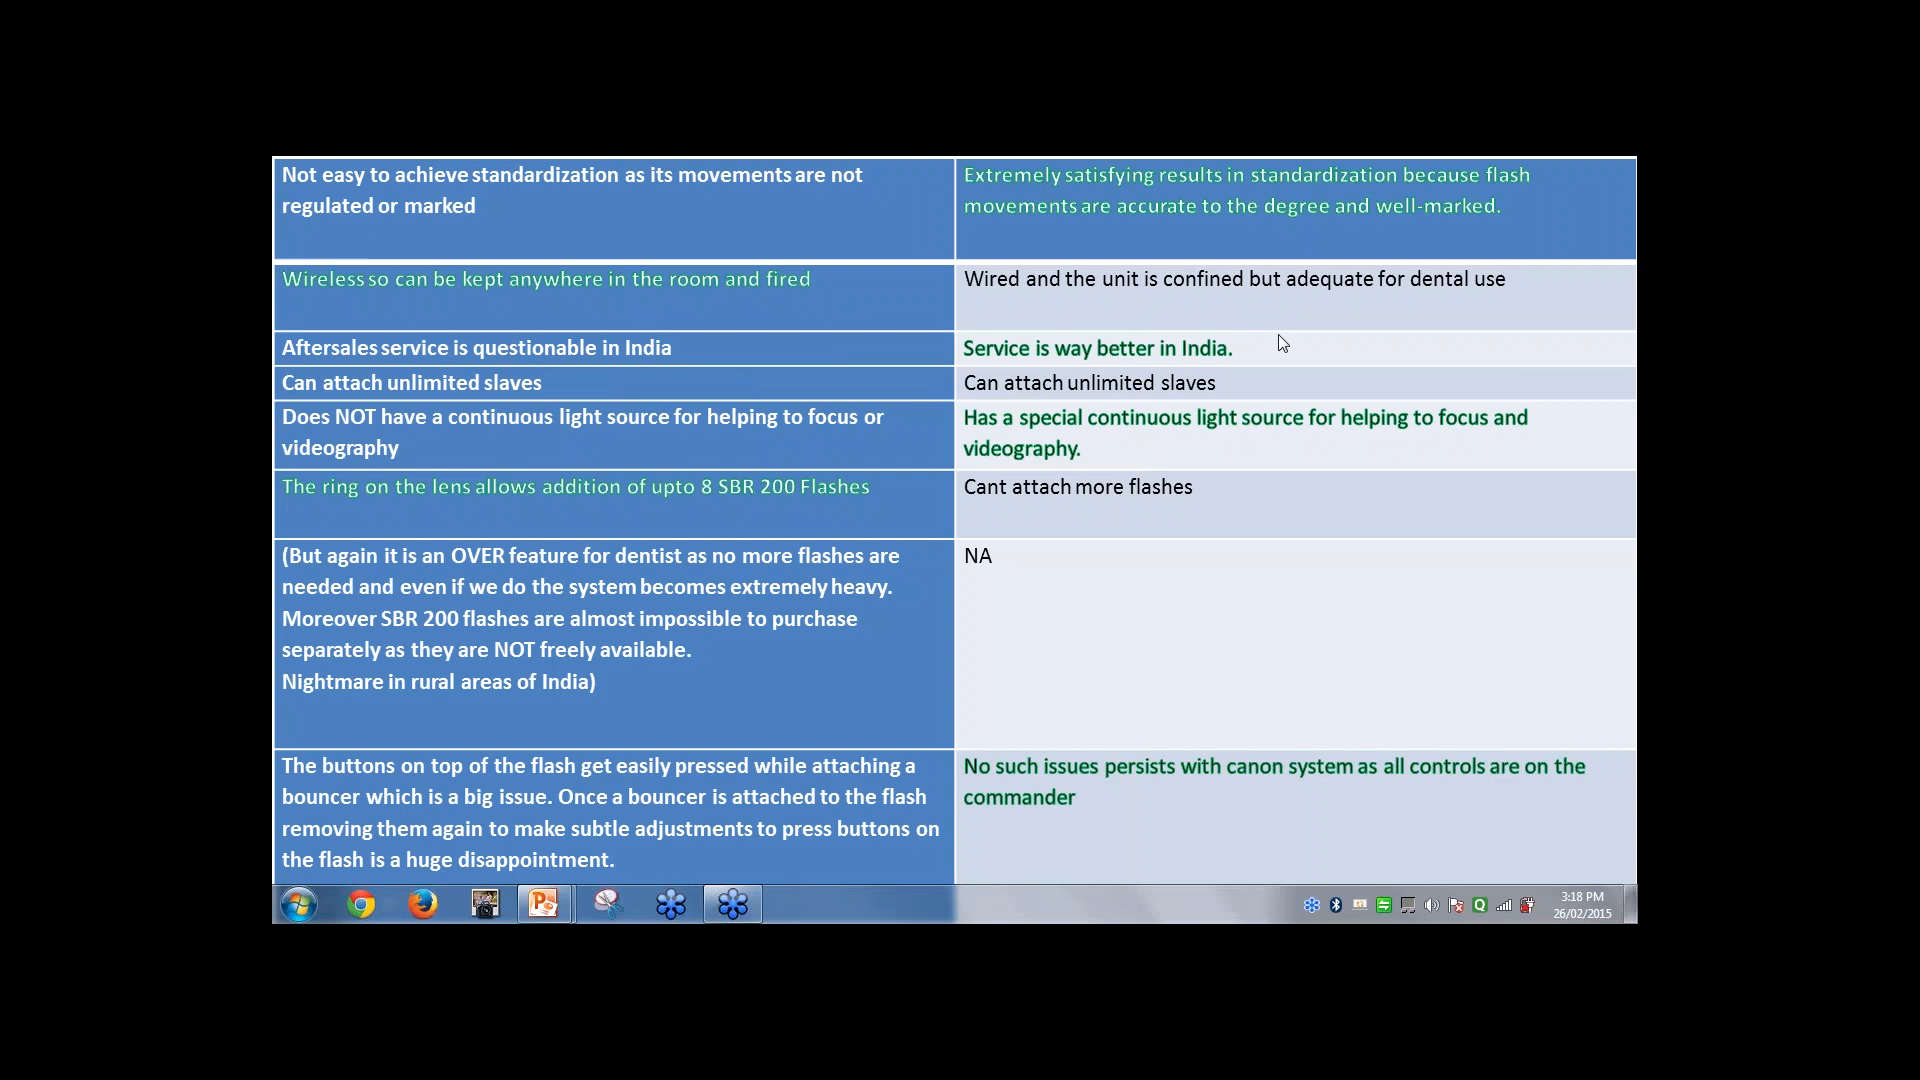 Not easy to achieve standardization as its movements are not
regulated or marked
Extremely satisfying results in standardization because flash
movements are accurate to the degree and well-marked.
Wireless so can be kept anywhere in the room and fired
Wired and the unit is confined but adequate for dental use
Aftersales service is questionable in India
Service is way better in India.
Can attach unlimited slaves
Can attach unlimited slaves
Does NOT have a continuous light source for helping to focus or
videography
Has a special continuous light source for helping to focus and
videography.
The ring on the lens allows addition of upto 8 SBR 200 Flashes
Cant attach more flashes
(But again it is an OVER feature for dentist as no more flashes are
needed and even if we do the system becomes extremely heavy.
Moreover SBR 200 flashes are almost impossible to purchase
separately as they are NOT freely available.
Nightmare in rural areas of India)
NA
The buttons on top of the flash get easily pressed while attaching a
bouncer which is a big issue. Once a bouncer is attached to the flash
removing them again to make subtle adjustments to press buttons on
the flash is a huge disappointment.
No such issues persists with canon system as all controls are on the
commander
3:18 PM
26/02/2015